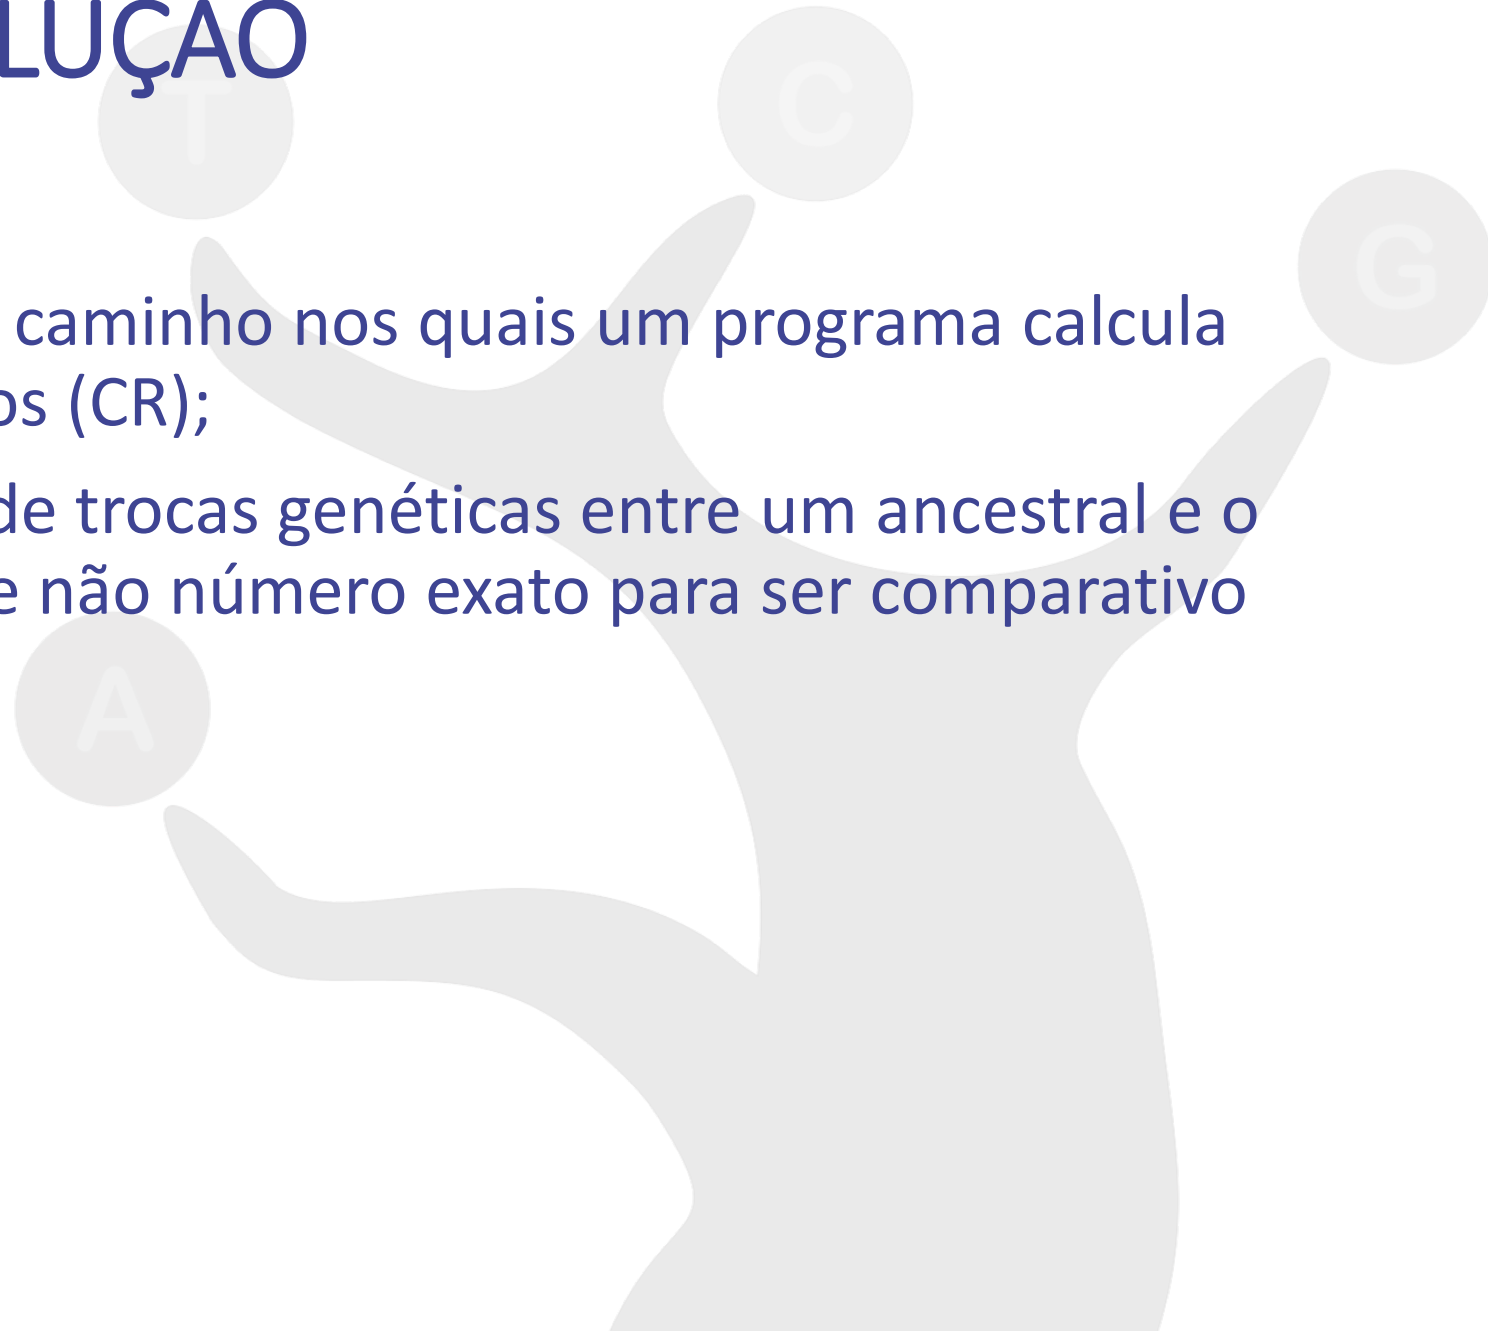 LUÇÃO
T
C
G
caminho nos quais um programa calcula
os (CR);
de trocas genéticas entre um ancestral e o
e não número exato para ser comparativo
A